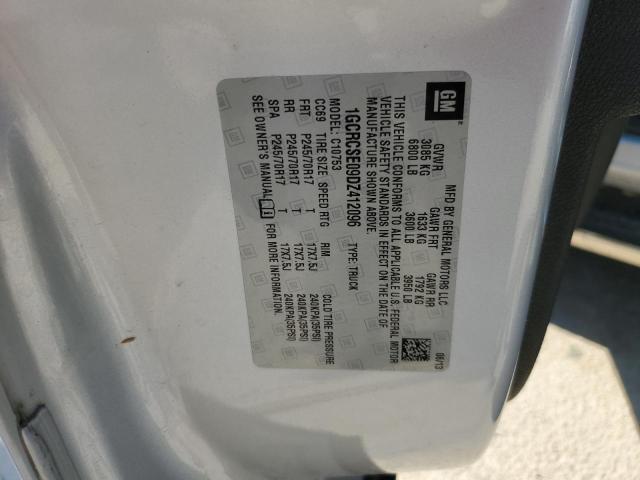 GM
MFD BY GENERAL MOTORS LLC
GVWR GAWR FRT GAWR RR
3085 KG 1633 KG 1792 KG
6800 LB 3600 LB 3950 LB
08/13
THIS VEHICLE CONFORMS TO ALL APPLICABLE U.S. FEDERAL MOTOR
VEHICLE SAFETY STANDARDS IN EFFECT ON THE DATE OF
MANUFACTURE SHOWN ABOVE.
1GCRCSE09DZ412096 TYPE: TRUCK
MODEL: C10753
CC69 TIRE SIZE SPEED RTG RIM COLD TIRE PRESSURE
FRT P245/70R17 T 17X7.5J 240KPA(35PSI)
RR P245/70R17 T 17X7.5J 240KPA(35PSI)
SPA P245/70R17 T 17X7.5J 240KPA(35PSI)
SEE OWNER'S MANUAL FOR MORE INFORMATION.